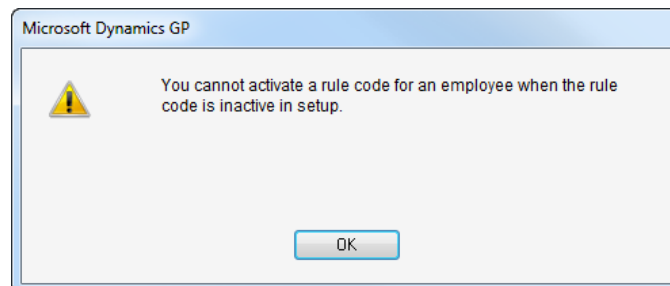 Microsoft Dynamics GP
You cannot activate a rule code for an employee when the rule
code is inactive in setup.
OK